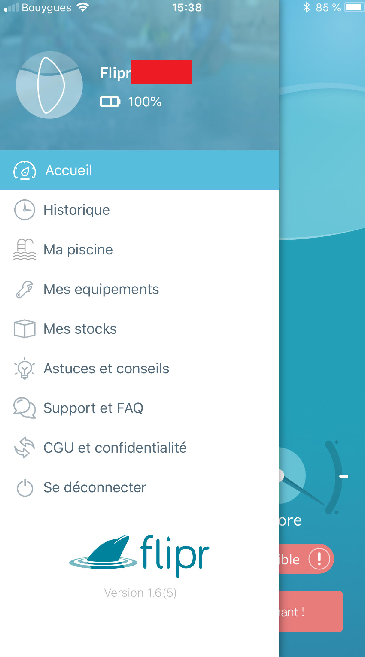 Bouygues 15:38 85 %
Flipr
100%
Accueil
Historique
Ma piscine
Mes equipements
Mes stocks
Astuces et conseils
Support et FAQ
CGU et confidentialité
Se déconnecter
ore
ible
flipr
Version 1.6(5)
ant !